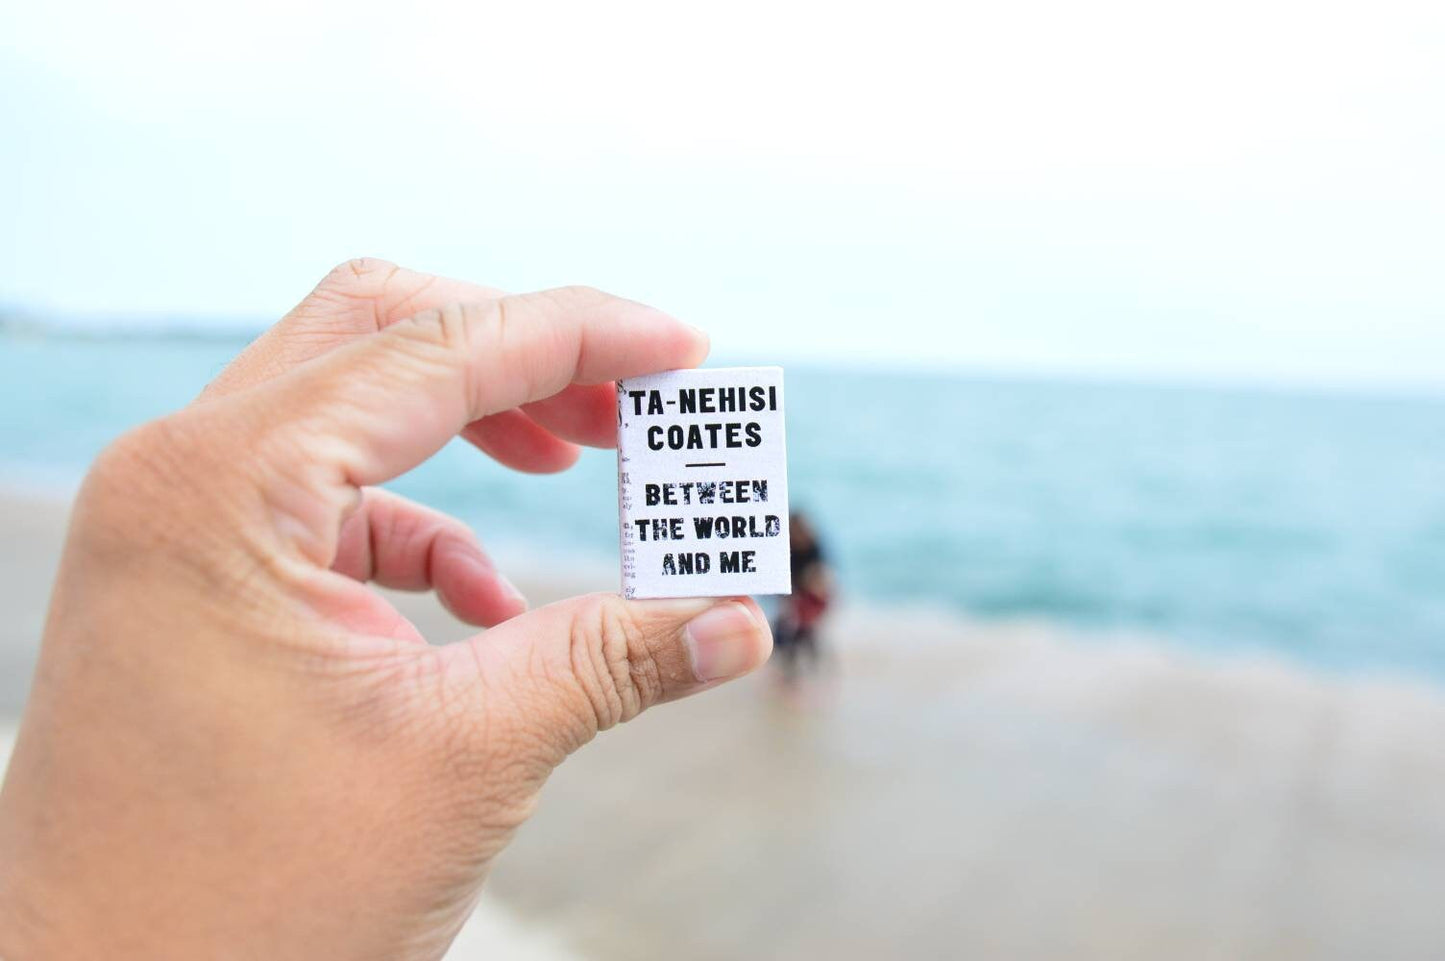 TA-NEHISI
COATES
BETWEEN
THE WORLD
AND ME